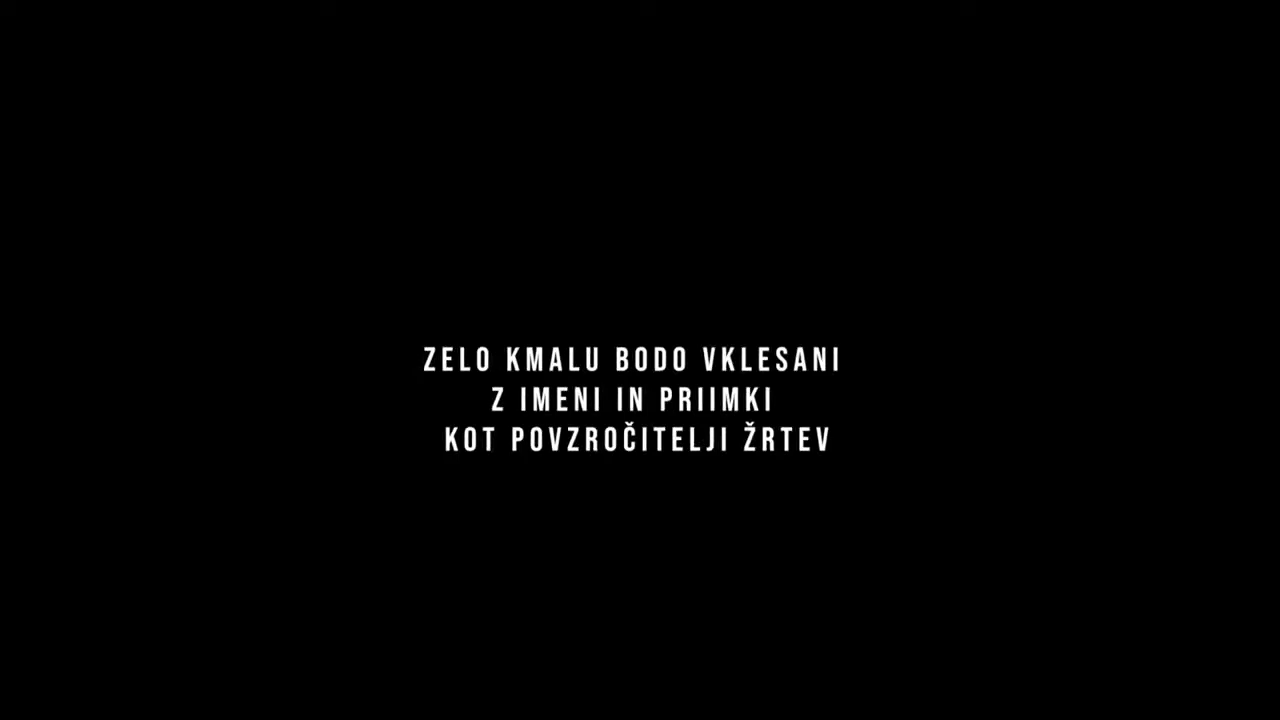 ZELO KMALU BODO VKLESANI
Z IMENI IN PRIIMKI
KOT POVZROČITELJI ŽRTEV